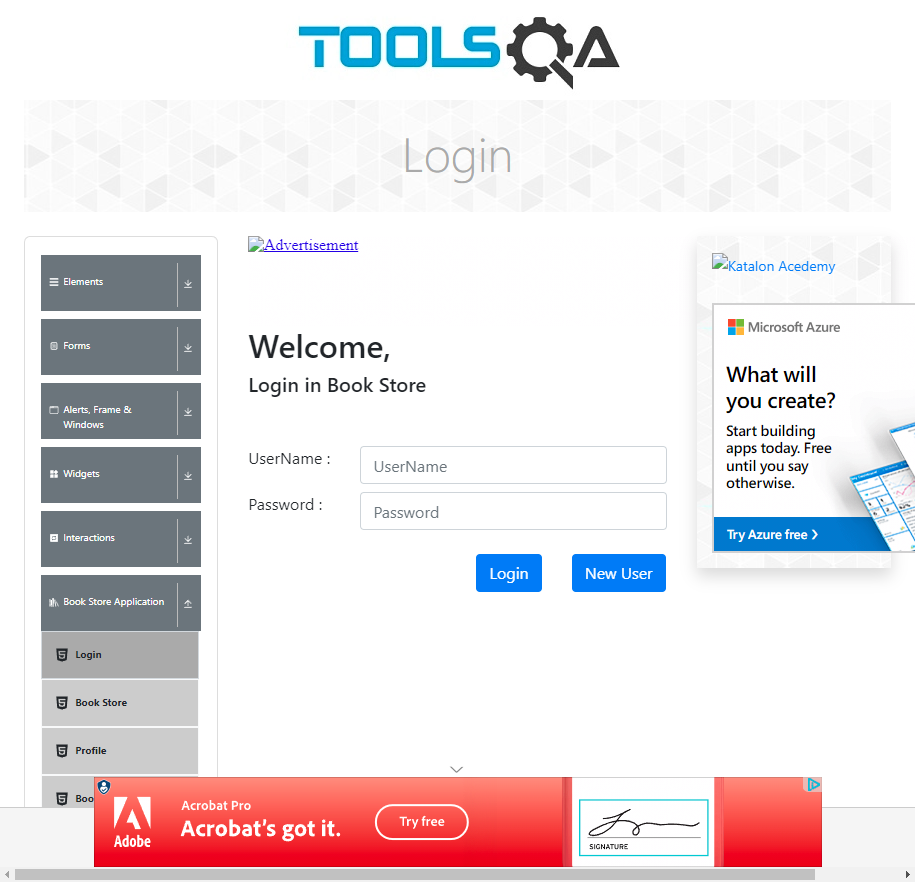 TOOLSQA
Login
Elements
Forms
Alerts, Frame &
Windows
Widgets
Interactions
Book Store Application
Login
Book Store
Profile
Boo
Advertisement
Welcome,
Login in Book Store
UserName :
UserName
Password :
Password
Login
New User
Katalon Acedemy
Microsoft Azure
What will
you create?
Start building
apps today. Free
until you say
otherwise.
Try Azure free
Adobe
Acrobat Pro
Acrobat's got it.
Try free
SIGNATURE